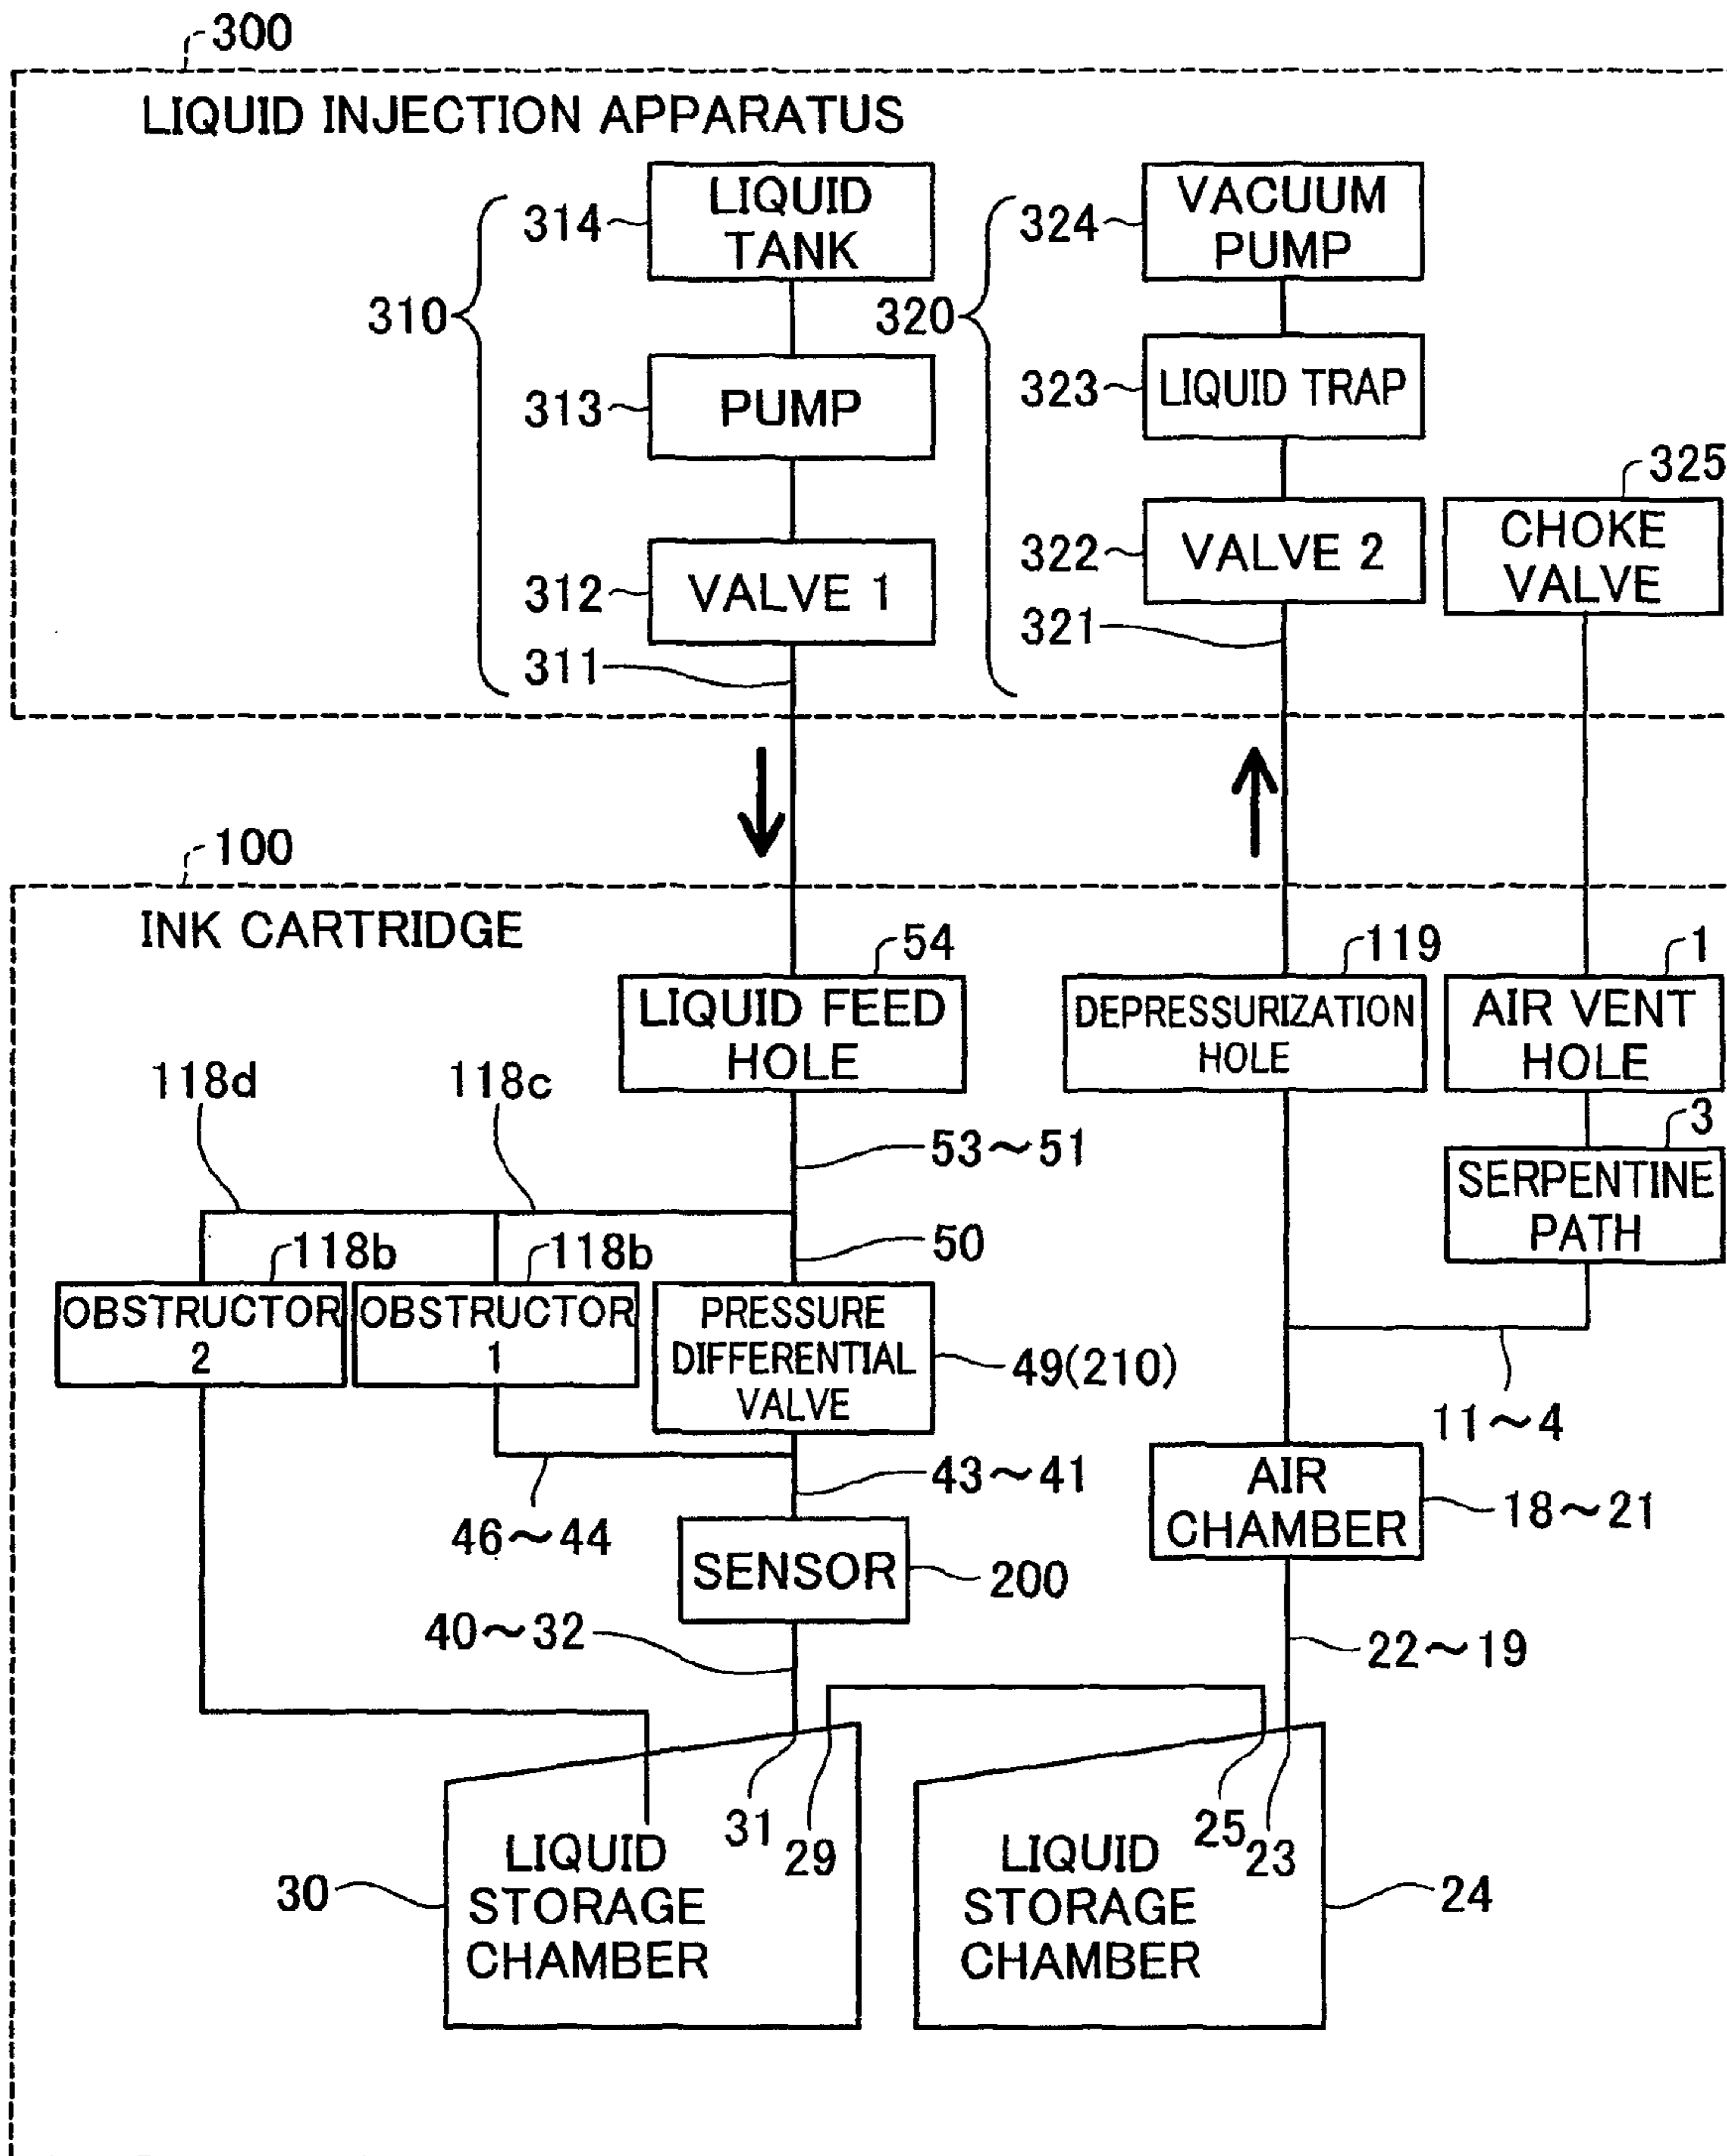 300
LIQUID INJECTION APPARATUS
314
LIQUID
TANK
324
VACUUM
PUMP
310
320
313
PUMP
323
LIQUID TRAP
325
312
VALVE 1
322
VALVE 2
CHOKE
VALVE
311
321
100
INK CARTRIDGE
54
119
1
LIQUID FEED
HOLE
DEPRESSURIZATION
HOLE
AIR VENT
HOLE
118d
118c
53~51
3
SERPENTINE
PATH
118b
118b
50
OBSTRUCTOR
2
OBSTRUCTOR
1
PRESSURE
DIFFERENTIAL
VALVE
49(210)
11~4
46~44
43~41
AIR
CHAMBER
18~21
SENSOR
200
40~32
22~19
31
29
25
23
30
LIQUID
STORAGE
CHAMBER
LIQUID
STORAGE
CHAMBER
24